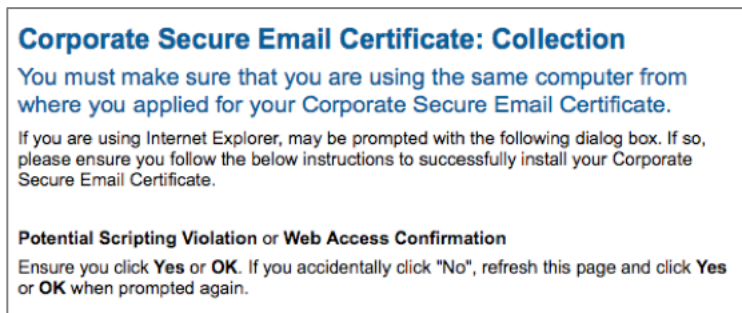 Corporate Secure Email Certificate: Collection
You must make sure that you are using the same computer from
where you applied for your Corporate Secure Email Certificate.
If you are using Internet Explorer, may be prompted with the following dialog box. If so,
please ensure you follow the below instructions to successfully install your Corporate
Secure Email Certificate.
Potential Scripting Violation or Web Access Confirmation
Ensure you click Yes or OK. If you accidentally click "No", refresh this page and click Yes
or OK when prompted again.